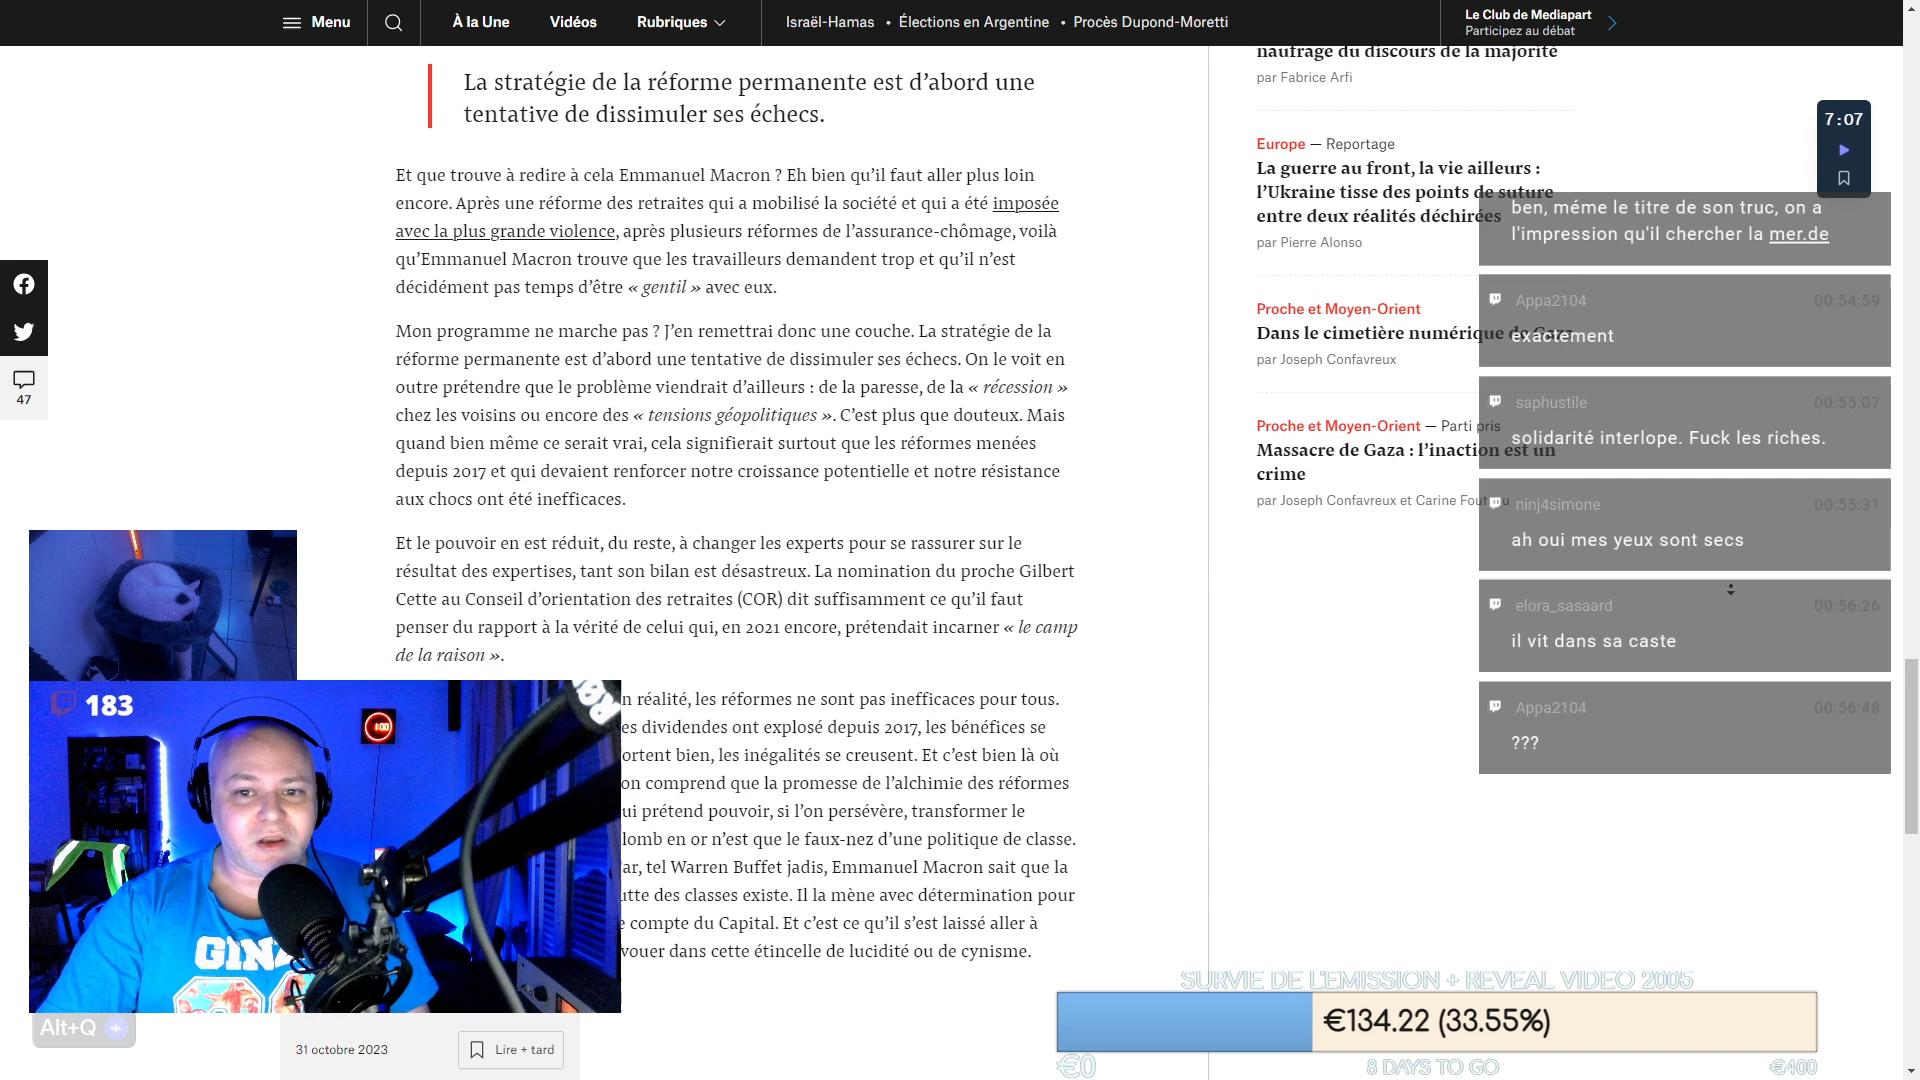 Menu
À la Une
Vidéos
Rubriques
Israël-Hamas • Élections en Argentine • Procès Dupond-Moretti
Le Club de Mediapart
Participez au débat
La stratégie de la réforme permanente est d’abord une
tentative de dissimuler ses échecs.
Et que trouve à redire à cela Emmanuel Macron ? Eh bien qu’il faut aller plus loin
encore. Après une réforme des retraites qui a mobilisé la société et qui a été imposée
avec la plus grande violence, après plusieurs réformes de l’assurance-chômage, voilà
qu’Emmanuel Macron trouve que les travailleurs demandent trop et qu’il n’est
décidément pas temps d’être « gentil » avec eux.
Mon programme ne marche pas ? J’en remettrai donc une couche. La stratégie de la
réforme permanente est d’abord une tentative de dissimuler ses échecs. On le voit en
outre prétendre que le problème viendrait d’ailleurs : de la paresse, de la « récession »
chez les voisins ou encore des « tensions géopolitiques ». C’est plus que douteux. Mais
quand bien même ce serait vrai, cela signifierait surtout que les réformes menées
depuis 2017 et qui devaient renforcer notre croissance potentielle et notre résistance
aux chocs ont été inefficaces.
Et le pouvoir en est réduit, du reste, à changer les experts pour se rassurer sur le
résultat des expertises, tant son bilan est désastreux. La nomination du proche Gilbert
Cette au Conseil d’orientation des retraites (COR) dit suffisamment ce qu’il faut
penser du rapport à la vérité de celui qui, en 2021 encore, prétendait incarner « le camp
de la raison ».
n réalité, les réformes ne sont pas inefficaces pour tous.
es dividendes ont explosé depuis 2017, les bénéfices se
ortent bien, les inégalités se creusent. Et c’est bien là où
on comprend que la promesse de l’alchimie des réformes
ui prétend pouvoir, si l’on persévère, transformer le
lomb en or n’est que le faux-nez d’une politique de classe.
ar, tel Warren Buffet jadis, Emmanuel Macron sait que la
utte des classes existe. Il la mène avec détermination pour
e compte du Capital. Et c’est ce qu’il s’est laissé aller à
vouer dans cette étincelle de lucidité ou de cynisme.
naufrage du discours de la majorité
par Fabrice Arfi
Europe — Reportage
La guerre au front, la vie ailleurs :
l’Ukraine tisse des points de suture
entre deux réalités déchirées
par Pierre Alonso
Proche et Moyen-Orient
Dans le cimetière numérique de Gaza
par Joseph Confavreux
Proche et Moyen-Orient — Parti pris
Massacre de Gaza : l’inaction est un
crime
par Joseph Confavreux et Carine
7:07
ben, méme le titre de son truc, on a
l'impression qu'il chercher la mer.de
Appa2104 00:54:59
exactement
saphustile 00:55:07
solidarité interlope. Fuck les riches.
ninj4simone 00:55:31
ah oui mes yeux sont secs
elora_sasaard 00:56:26
il vit dans sa caste
Appa2104 00:56:48
???
47
183
1:00
Alt+Q
31 octobre 2023
Lire + tard
SURVIE DE L'EMISSION + REVEAL VIDEO 2005
€134.22 (33.55%)
€0
8 DAYS TO GO
€400